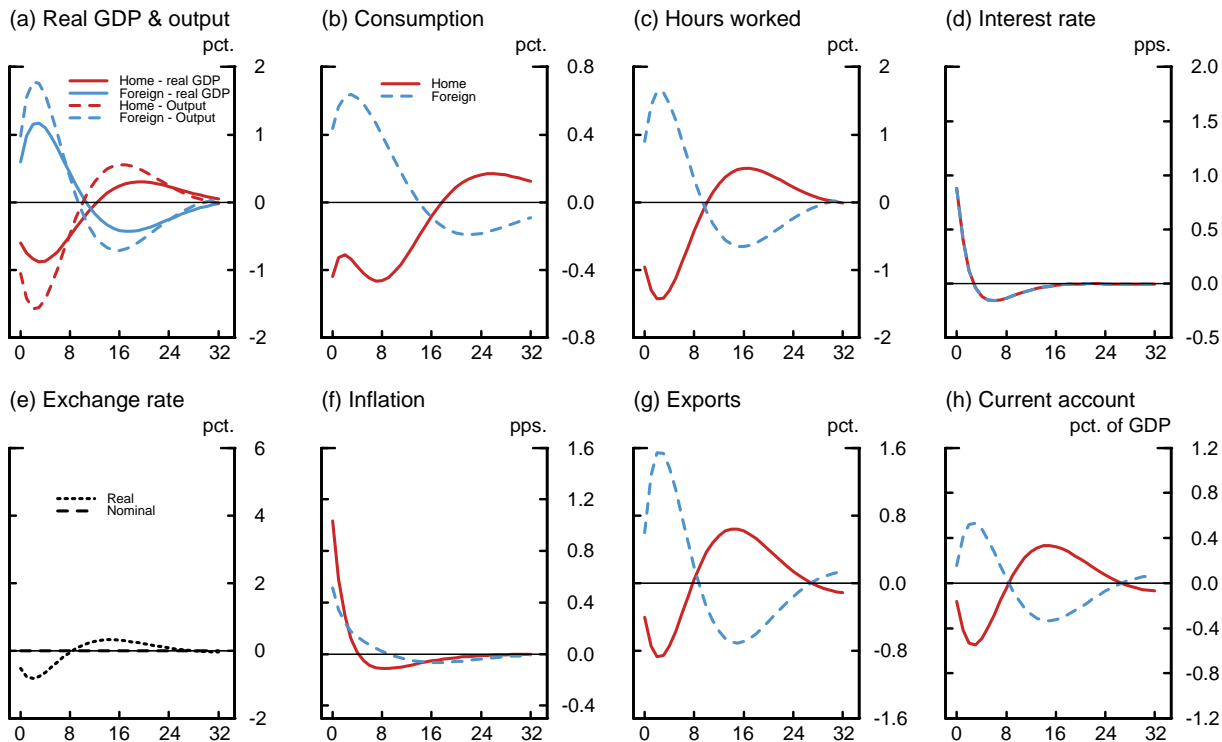 (a) Real GDP & output
pct.
Home - real GDP
Foreign - real GDP
Home - Output
Foreign - Output
2
1
0
-1
-2
0 8 16 24 32
(b) Consumption
pct.
Home
Foreign
0.8
0.4
0.0
-0.4
-0.8
0 8 16 24 32
(c) Hours worked
pct.
2
1
0
-1
-2
0 8 16 24 32
(d) Interest rate
pps.
2.0
1.5
1.0
0.5
0.0
-0.5
0 8 16 24 32
(e) Exchange rate
pct.
Real
Nominal
6
4
2
0
-2
0 8 16 24 32
(f) Inflation
pps.
1.6
1.2
0.8
0.4
0.0
-0.5
0 8 16 24 32
(g) Exports
pct.
1.6
0.8
0.0
-0.8
-1.6
0 8 16 24 32
(h) Current account
pct. of GDP
1.2
0.8
0.4
0.0
-0.4
-0.8
-1.2
0 8 16 24 32